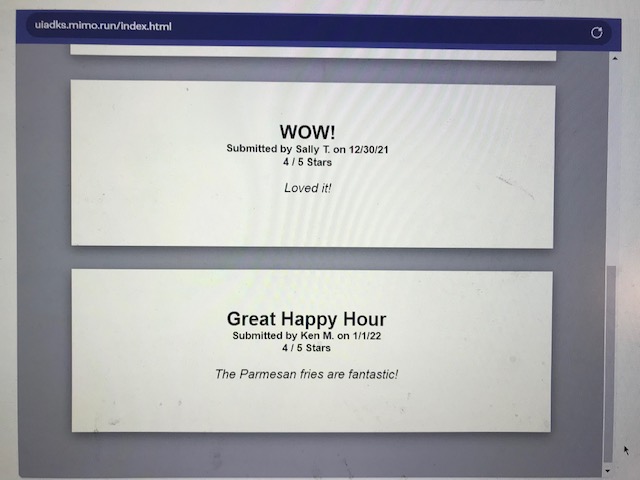 uiadks.mimo.run/index.html
WOW!
Submitted by Sally T. on 12/30/21
4 / 5 Stars
Loved it!
Great Happy Hour
Submitted by Ken M. on 1/1/22
4 / 5 Stars
The Parmesan fries are fantastic!